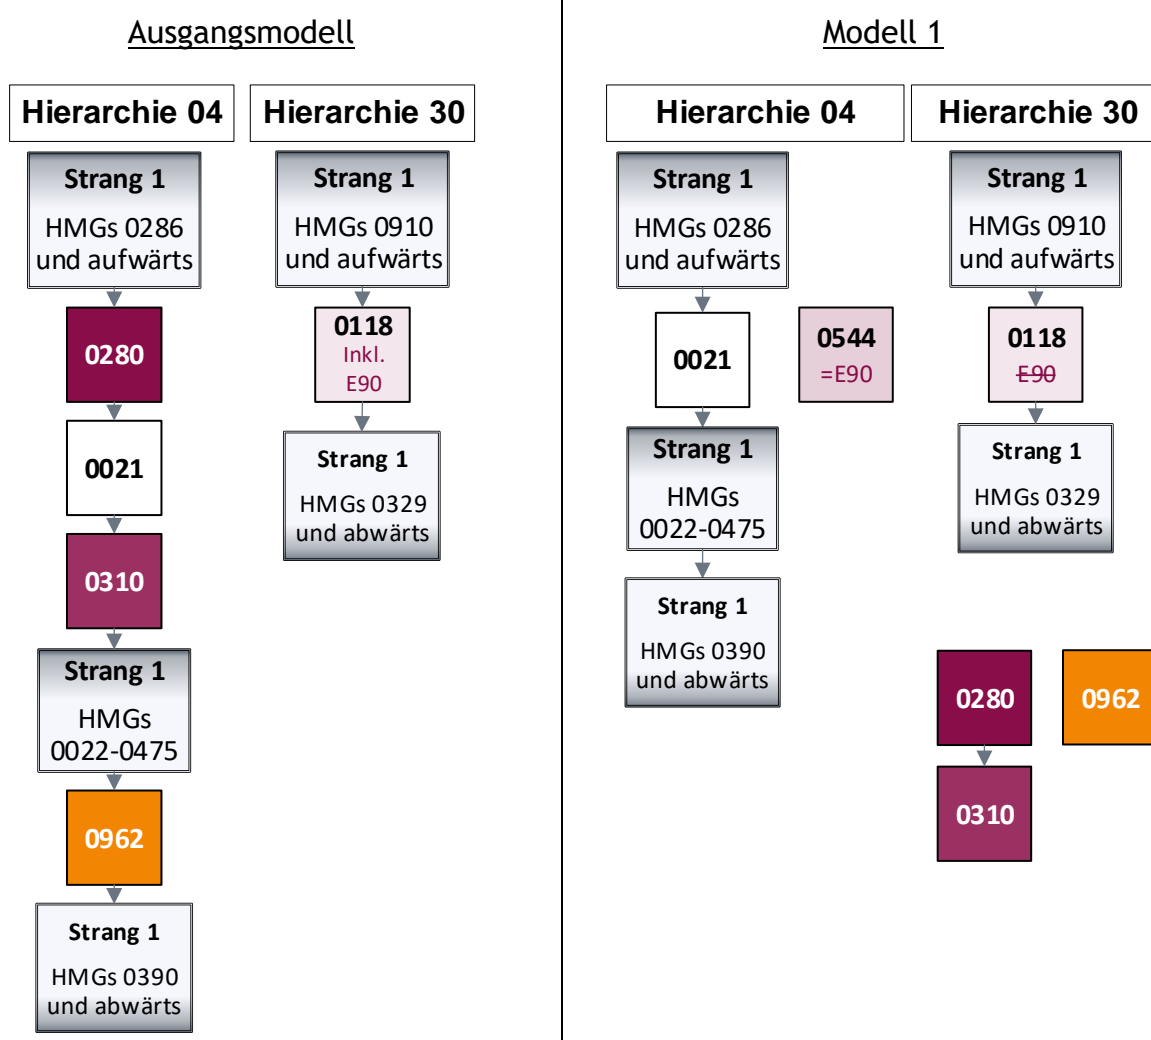 Ausgangsmodell
Hierarchie 04
Strang 1
HMGs 0286
und aufwärts
0280
0021
0310
Strang 1
HMGs
0022-0475
0962
Strang 1
HMGs 0390
und abwärts
Hierarchie 30
Strang 1
HMGs 0910
und aufwärts
0118
Inkl.
E90
Strang 1
HMGs 0329
und abwärts
Modell 1
Hierarchie 04
Strang 1
HMGs 0286
und aufwärts
0021
0544
=E90
Strang 1
HMGs
0022-0475
Strang 1
HMGs 0390
und abwärts
Hierarchie 30
Strang 1
HMGs 0910
und aufwärts
0118
E90
Strang 1
HMGs 0329
und abwärts
0280
0962
0310